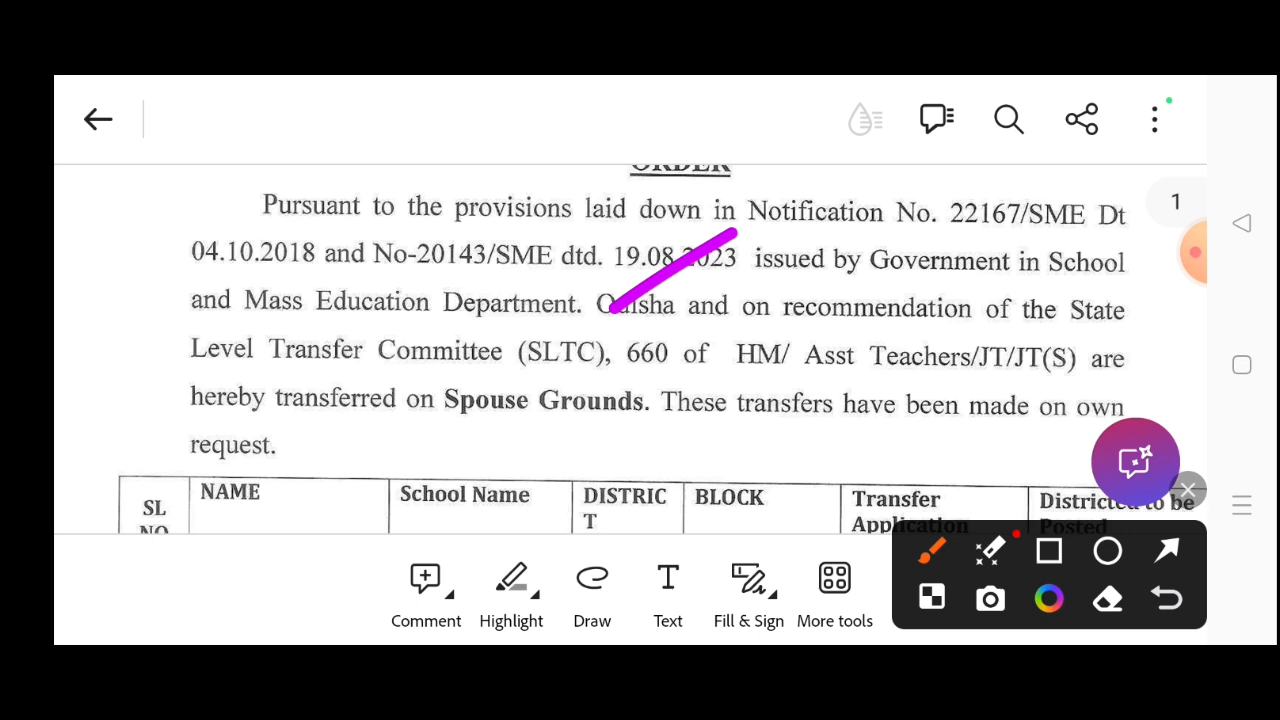 ORDER
1
Pursuant to the provisions laid down in Notification No. 22167/SME Dt
04.10.2018 and No-20143/SME dtd. 19.08.2023 issued by Government in School
and Mass Education Department. Odisha and on recommendation of the State
Level Transfer Committee (SLTC), 660 of HM/ Asst Teachers/JT/JT(S) are
hereby transferred on Spouse Grounds. These transfers have been made on own
request.
SL NO
NAME
School Name
DISTRIC
T
BLOCK
Transfer
Application
Districted to be
Posted
Comment Highlight Draw Text Fill & Sign More tools